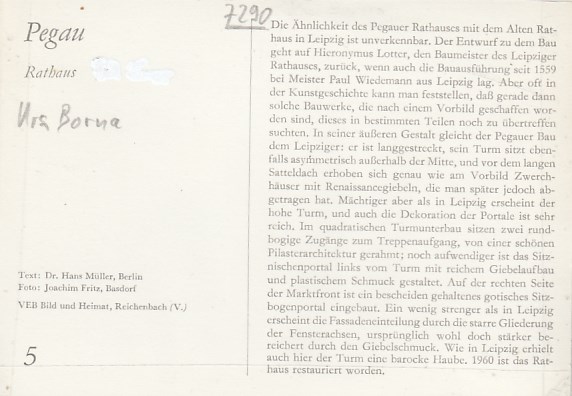 7290
Pegau
Rathaus
Krs. Borna
Text: Dr. Hans Müller, Berlin
Foto: Joachim Fritz, Basdorf
VEB Bild und Heimat, Reichenbach (V.)
5
Die Ähnlichkeit des Pegauer Rathauses mit dem Alten Rat-
haus in Leipzig ist unverkennbar. Der Entwurf zu dem Bau
geht auf Hieronymus Lotter, den Baumeister des Leipziger
Rathauses, zurück, wenn auch die Bauausführung seit 1559
bei Meister Paul Wiedemann aus Leipzig lag. Aber oft in
der Kunstgeschichte kann man feststellen, daß gerade dann
solche Bauwerke, die nach einem Vorbild geschaffen wor-
den sind, dieses in bestimmten Teilen noch zu übertreffen
suchten. In seiner äußeren Gestalt gleicht der Pegauer Bau
dem Leipziger: er ist langgestreckt, sein Turm sitzt eben-
falls asymmetrisch außerhalb der Mitte, und vor dem langen
Satteldach erhoben sich genau wie am Vorbild Zwerch-
häuser mit Renaissancegiebeln, die man später jedoch ab-
getragen hat. Mächtiger aber als in Leipzig erscheint der
hohe Turm, und auch die Dekoration der Portale ist sehr
reich. Im quadratischen Turmunterbau sitzen zwei rund-
bogige Zugänge zum Treppenaufgang, von einer schönen
Pilasterarchitektur gerahmt; noch aufwendiger ist das Sitz-
nischenportal links vom Turm mit reichem Giebelaufbau
und plastischem Schmuck gestaltet. Auf der rechten Seite
der Marktfront ist ein bescheiden gehaltenes gotisches Sitz-
bogenportal eingebaut. Ein wenig strenger als in Leipzig
erscheint die Fassadeneinteilung durch die starre Gliederung
der Fensterachsen, ursprünglich wohl doch stärker be-
reichert durch den Giebelschmuck. Wie in Leipzig erhielt
auch hier der Turm eine barocke Haube. 1960 ist das Rat-
haus restauriert worden.